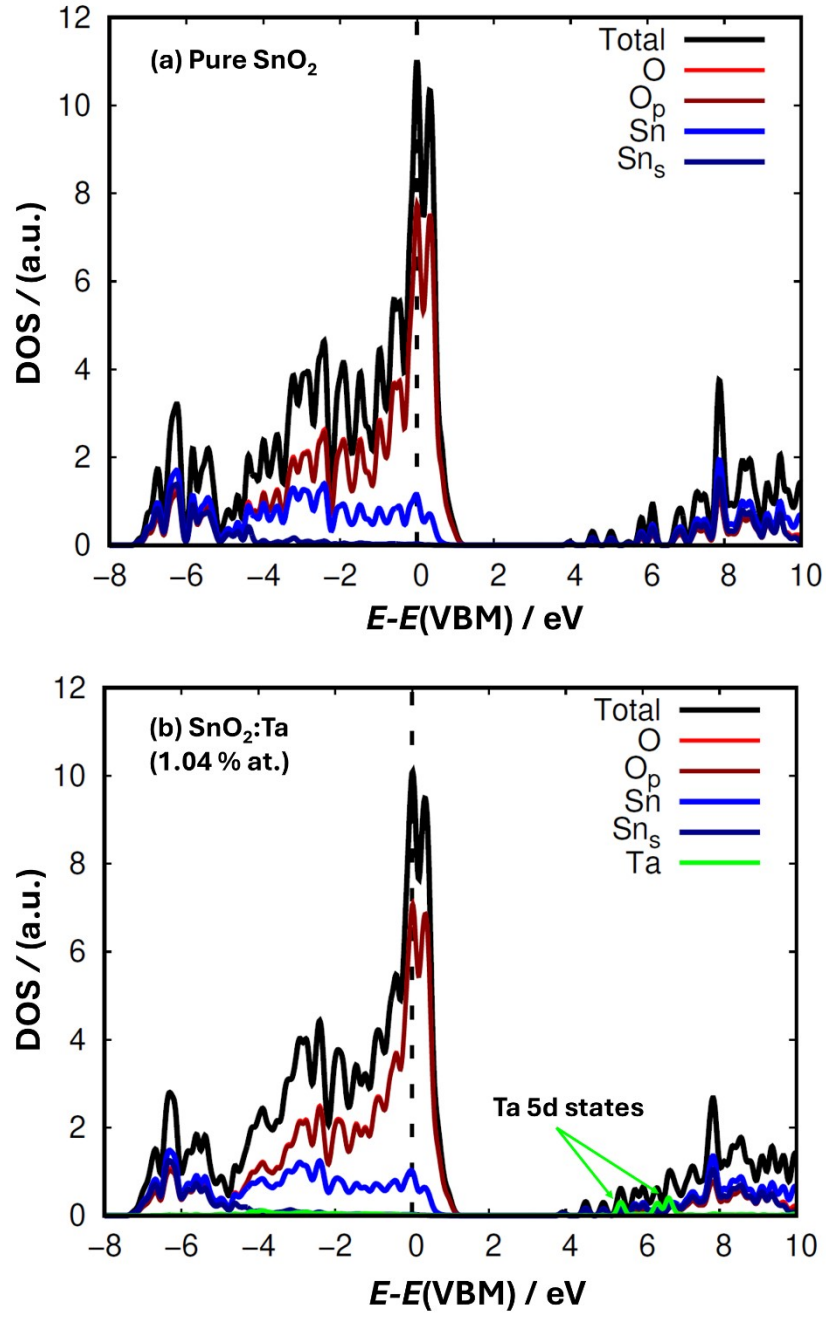 (a) Pure SnO₂
Total
O
Oₚ
Sn
Snₛ
12
10
8
6
4
2
0
DOS / (a.u.)
−8 −6 −4 −2 0 2 4 6 8 10
E-E(VBM) / eV
(b) SnO₂:Ta
(1.04 % at.)
Total
O
Oₚ
Sn
Snₛ
Ta
12
10
8
6
4
2
0
DOS / (a.u.)
Ta 5d states
−8 −6 −4 −2 0 2 4 6 8 10
E-E(VBM) / eV